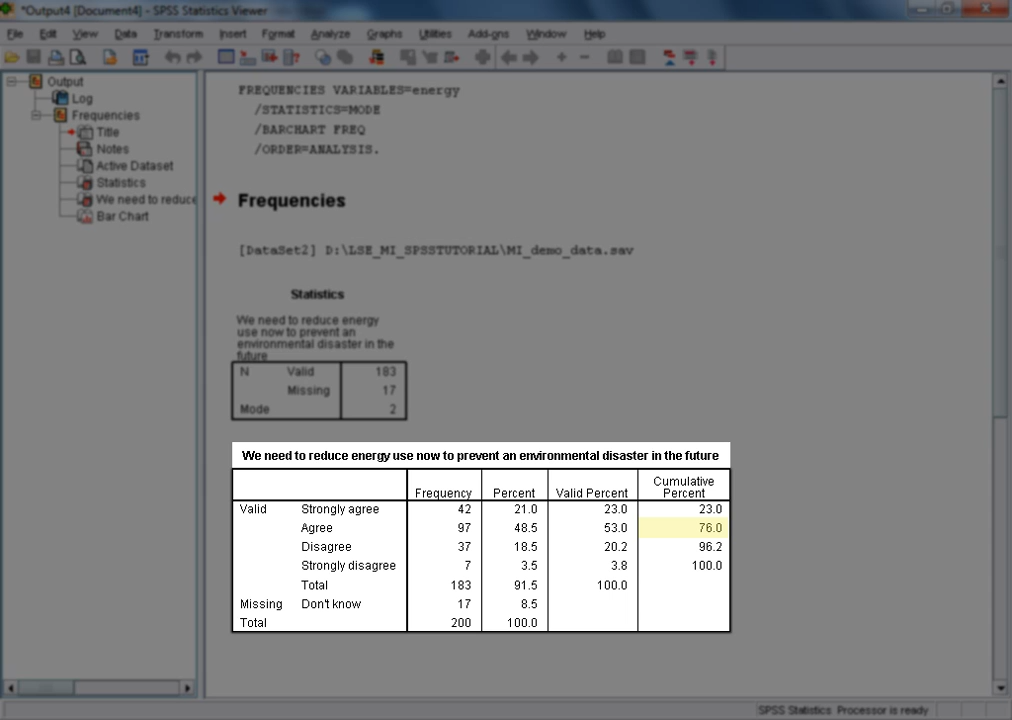 *Output4 [Document4] - SPSS Statistics Viewer
File Edit View Data Transform Insert Format Analyze Graphs Utilities Add-ons Window Help
Output
Log
Frequencies
Title
Notes
Active Dataset
Statistics
We need to reduce
Bar Chart
FREQUENCIES VARIABLES=energy
/STATISTICS=MODE
/BARCHART FREQ
/ORDER=ANALYSIS.
Frequencies
[DataSet2] D:\LSE_MI_SPSSTUTORIAL\MI_demo_data.sav
Statistics
We need to reduce energy
use now to prevent an
environmental disaster in the
future
N Valid 183
Missing 17
Mode 2
We need to reduce energy use now to prevent an environmental disaster in the future
Frequency Percent Valid Percent Cumulative Percent
Valid Strongly agree 42 21.0 23.0 23.0
Agree 97 48.5 53.0 76.0
Disagree 37 18.5 20.2 96.2
Strongly disagree 7 3.5 3.8 100.0
Total 183 91.5 100.0
Missing Don't know 17 8.5
Total 200 100.0
SPSS Statistics Processor is ready